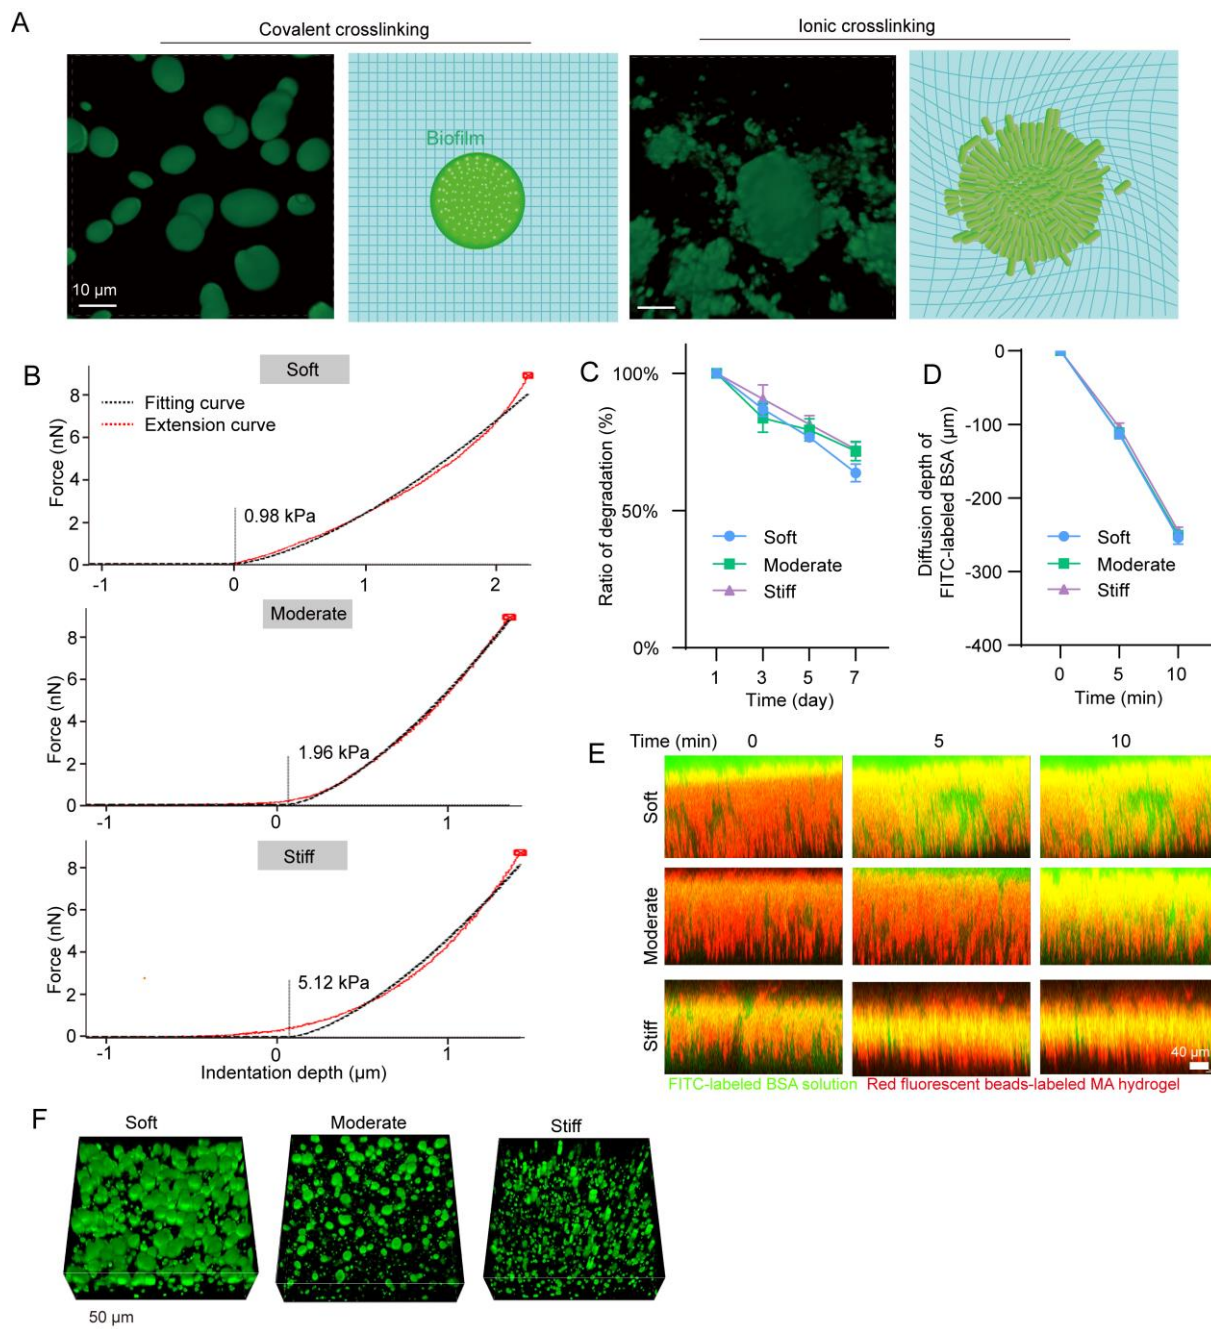 A
Covalent crosslinking
Ionic crosslinking
10 µm
Biofilm
B
Soft
Fitting curve
Extension curve
Force (nN)
8
6
4
2
0
0.98 kPa
-1
0
1
2
Moderate
Force (nN)
8
6
4
2
0
1.96 kPa
-1
0
1
Stiff
Force (nN)
8
6
4
2
0
5.12 kPa
-1
0
1
Indentation depth (µm)
C
Ratio of degradation (%)
100%
50%
0%
Soft
Moderate
Stiff
1
3
5
7
Time (day)
D
Diffusion depth of
FITC-labeled BSA (µm)
0
-100
-200
-300
-400
Soft
Moderate
Stiff
0
5
10
Time (min)
E
Time (min)
0
5
10
Soft
Moderate
Stiff
40 µm
FITC-labeled BSA solution
Red fluorescent beads-labeled MA hydrogel
F
Soft
Moderate
Stiff
50 µm